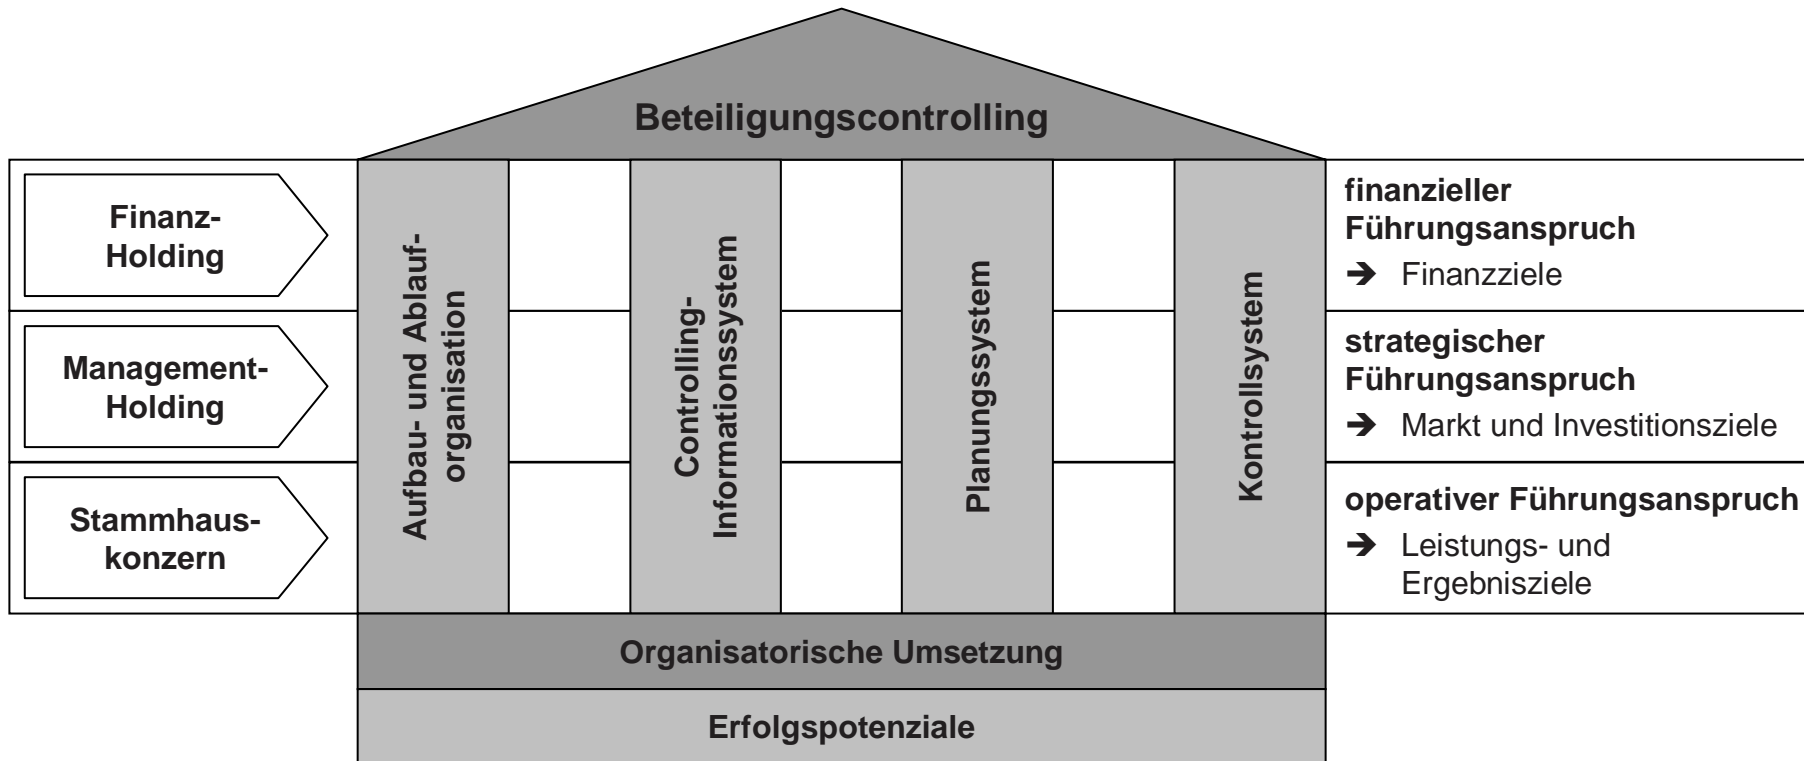 Beteiligungscontrolling
Finanz-
Holding
Management-
Holding
Stammhaus-
konzern
Aufbau- und Ablauf-
organisation
Controlling-
Informationssystem
Planungssystem
Kontrollsystem
finanzieller
Führungsanspruch
➔ Finanzziele
strategischer
Führungsanspruch
➔ Markt und Investitionsziele
operativer Führungsanspruch
➔ Leistungs- und
Ergebnisziele
Organisatorische Umsetzung
Erfolgspotenziale